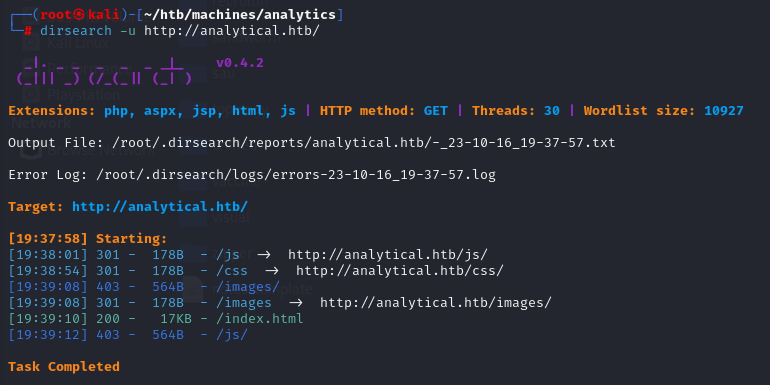 ┌──(root㉿kali)-[~/htb/machines/analytics]
└─# dirsearch -u http://analytical.htb/
_|. _ _  _  _  _ _|_    v0.4.2
(_||| _) (/_(_|| (_| )
Extensions: php, aspx, jsp, html, js | HTTP method: GET | Threads: 30 | Wordlist size: 10927
Output File: /root/.dirsearch/reports/analytical.htb/-_23-10-16_19-37-57.txt
Error Log: /root/.dirsearch/logs/errors-23-10-16_19-37-57.log
Target: http://analytical.htb/
[19:37:58] Starting:
[19:38:01] 301 -  178B  - /js  →  http://analytical.htb/js/
[19:38:54] 301 -  178B  - /css  →  http://analytical.htb/css/
[19:39:08] 403 -  564B  - /images/
[19:39:08] 301 -  178B  - /images  →  http://analytical.htb/images/
[19:39:10] 200 -   17KB - /index.html
[19:39:12] 403 -  564B  - /js/
Task Completed